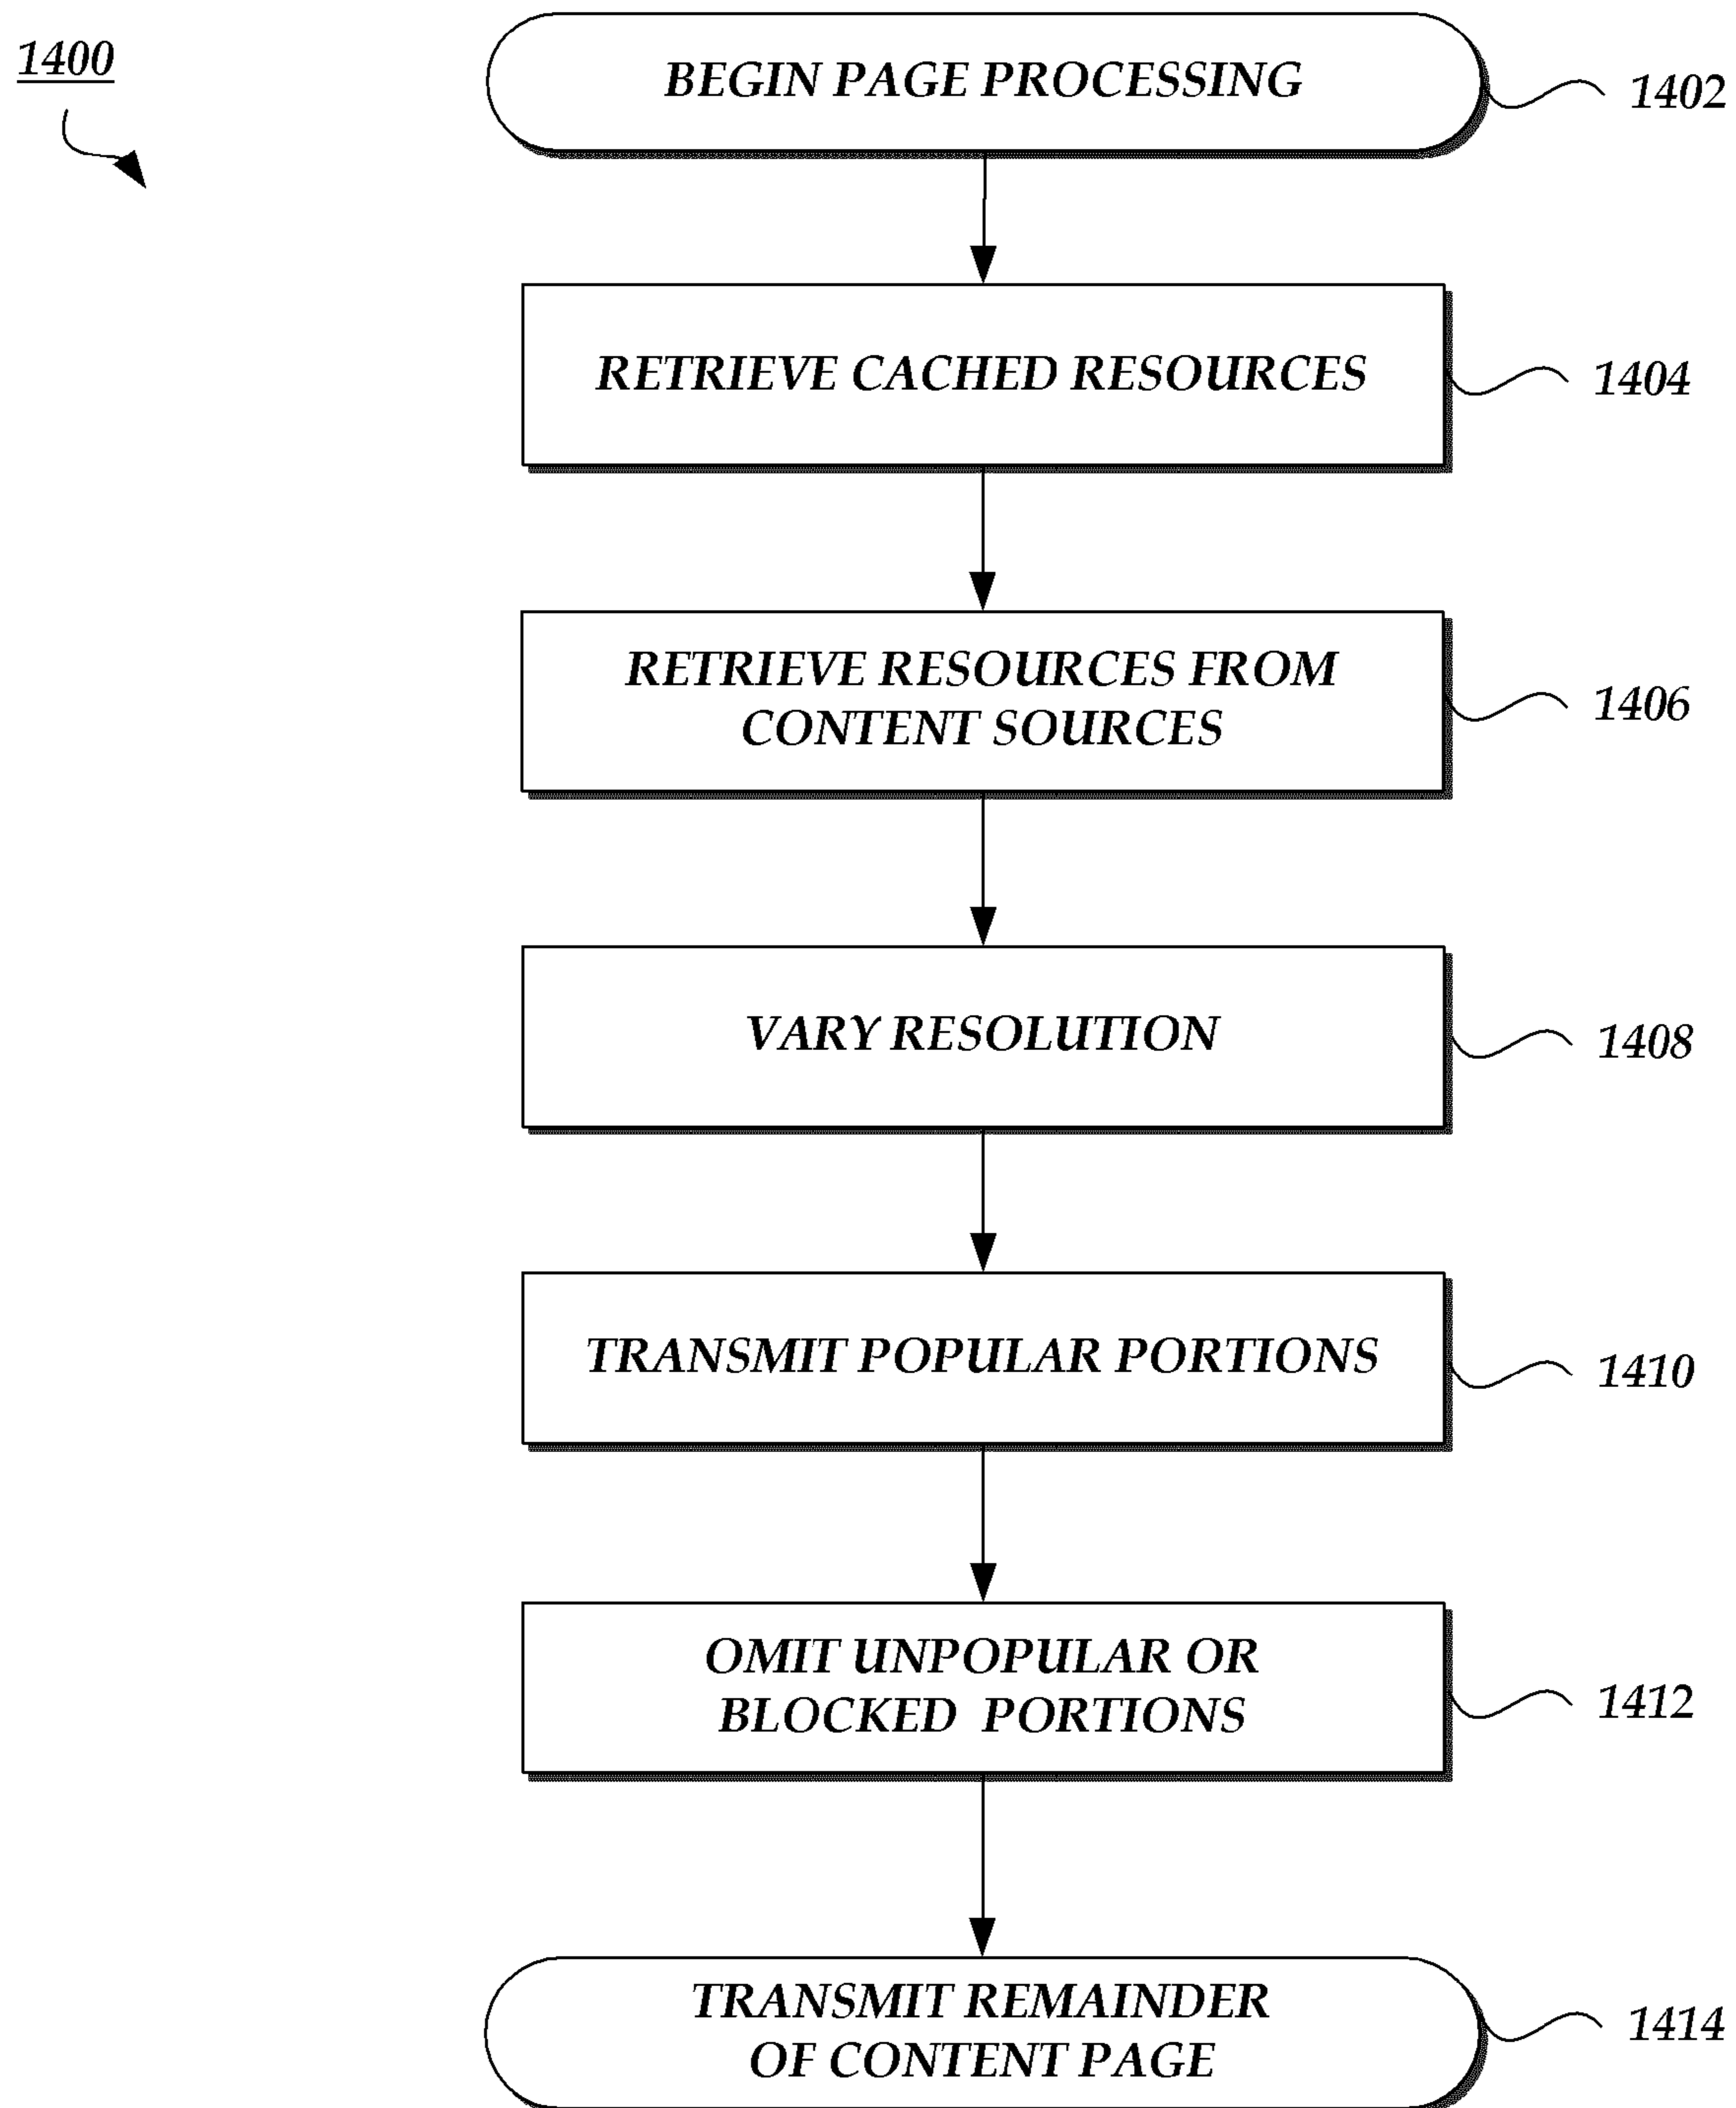 1400
BEGIN PAGE PROCESSING
1402
RETRIEVE CACHED RESOURCES
1404
RETRIEVE RESOURCES FROM
CONTENT SOURCES
1406
VARY RESOLUTION
1408
TRANSMIT POPULAR PORTIONS
1410
OMIT UNPOPULAR OR
BLOCKED PORTIONS
1412
TRANSMIT REMAINDER
OF CONTENT PAGE
1414